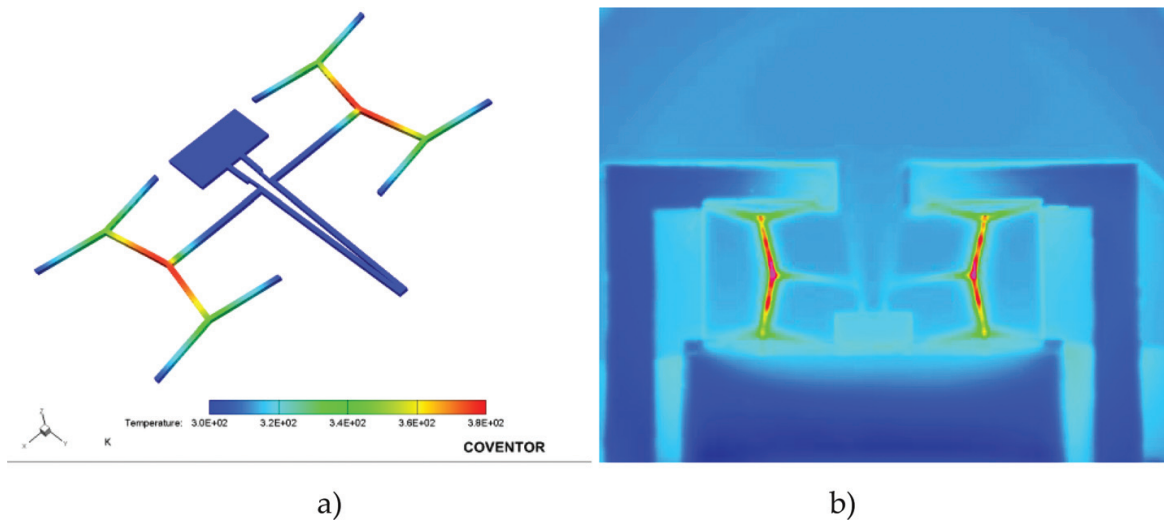 Temperature: 3.0E+02 3.2E+02 3.4E+02 3.6E+02 3.8E+02
Z
X Y K
COVENTOR
a) b)